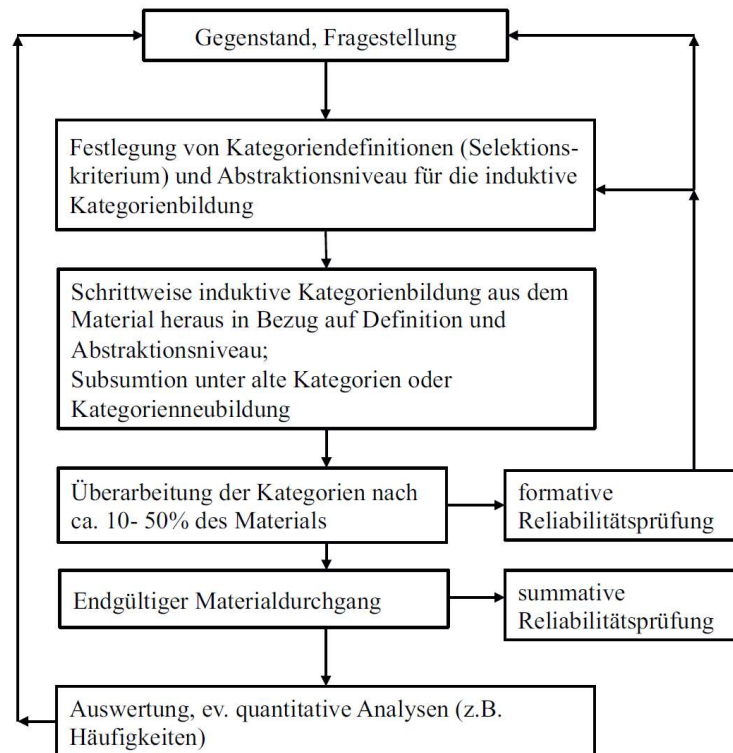 Gegenstand, Fragestellung
Festlegung von Kategoriendefinitionen (Selektions-
kriterium) und Abstraktionsniveau für die induktive
Kategorienbildung
Schrittweise induktive Kategorienbildung aus dem
Material heraus in Bezug auf Definition und
Abstraktionsniveau;
Subsumtion unter alte Kategorien oder
Kategorienneubildung
Überarbeitung der Kategorien nach
ca. 10- 50% des Materials
formative
Reliabilitätsprüfung
Endgültiger Materialdurchgang
summative
Reliabilitätsprüfung
Auswertung, ev. quantitative Analysen (z.B.
Häufigkeiten)